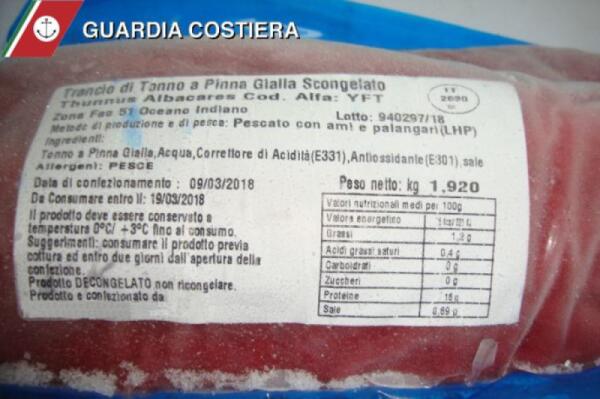 GUARDIA COSTIERA
Trancio di Tonno a Pinna Gialla Scongelato
Thunnus Albacares Cod. Alfa: YFT
IT
2690
Zona Fao 51 Oceano Indiano
Lotto: 940297/18
Metodo di produzione e di pesca: Pescato con ami e palangari(LHP)
Ingredienti:
Tonno a Pinna Gialla,Acqua,Correttore di Acidità(E331),Antiossidante(E301),sale
Allergeni: PESCE
Data di confezionamento : 09/03/2018
Peso netto: kg 1,920
Da Consumare entro il: 19/03/2018
Il prodotto deve essere conservato a
temperatura 0°C/ +3°C fino al consumo.
Suggerimenti: consumare il prodotto previa
cottura ed entro due giorni dall'apertura della
confezione.
Prodotto DECONGELATO non ricongelare.
Prodotto e confezionato da
Valori nutrizionali medi per 100g
Valore energetico
Grassi 1,2 g
Acidi grassi saturi 0,4 g
Carboidrati 0 g
Zuccheri 0 g
Proteine 16 g
Sale 0,69 g